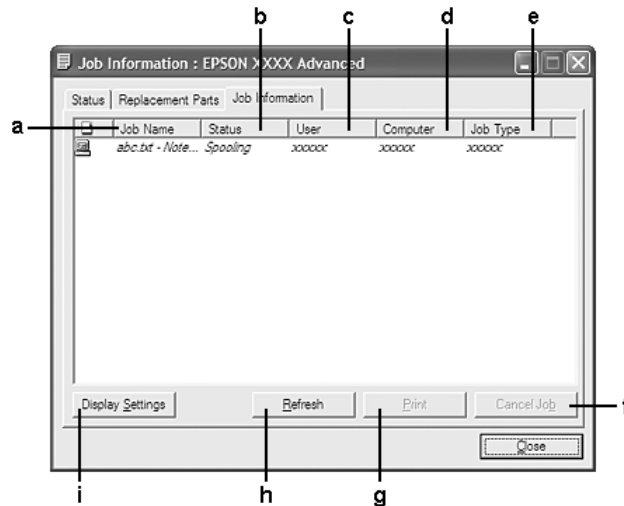 b c d e
Job Information : EPSON XXXX Advanced
Status Replacement Parts Job Information
a
Job Name Status User Computer Job Type
abc.txt - Note... Spooling xxxxx xxxxx xxxxx
Display Settings Refresh Print Cancel Job
f
Close
i h g